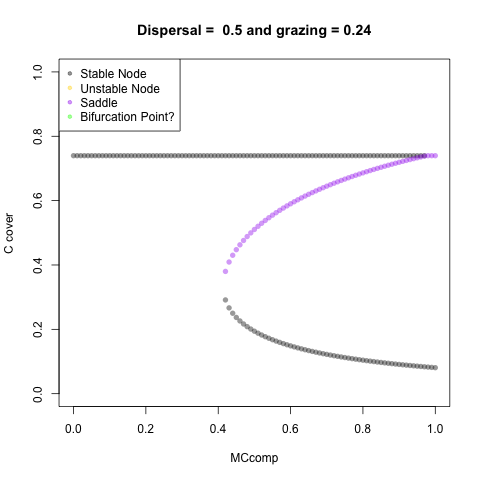 Dispersal =  0.5 and grazing = 0.24
Stable Node
Unstable Node
Saddle
Bifurcation Point?
C cover
1.0
0.8
0.6
0.4
0.2
0.0
0.0 0.2 0.4 0.6 0.8 1.0
MCcomp